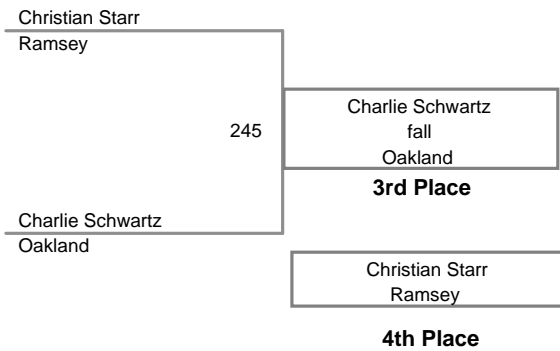 Christian Starr
Ramsey
245
Charlie Schwartz
fall
Oakland
3rd Place
Charlie Schwartz
Oakland
Christian Starr
Ramsey
4th Place